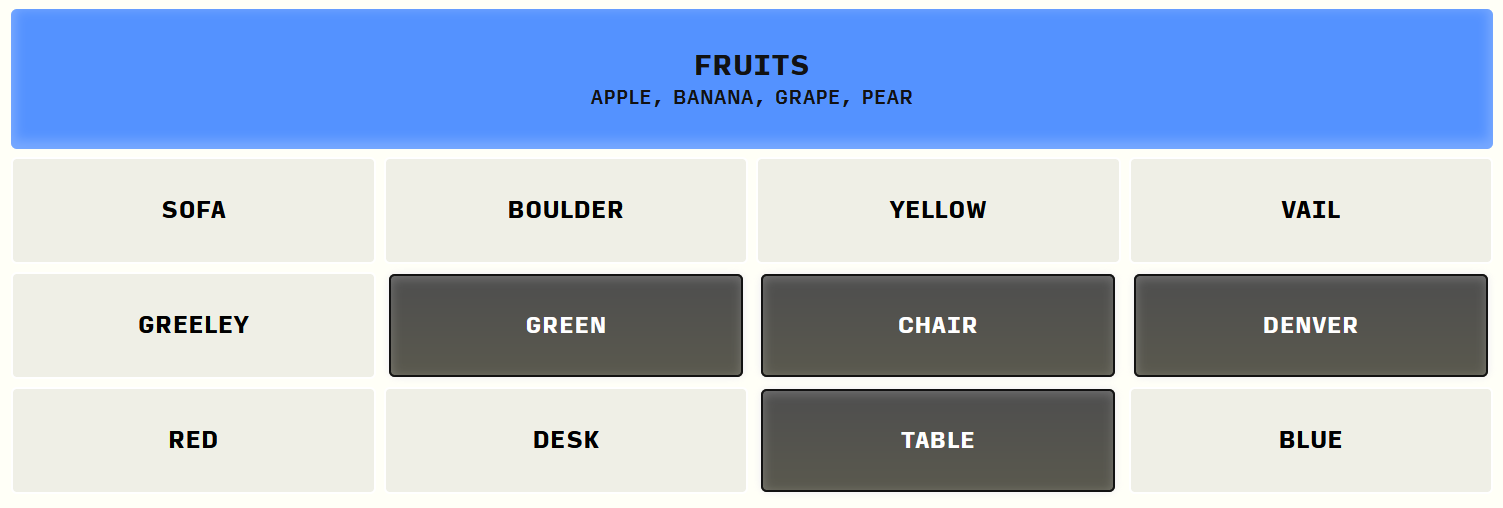 FRUITS
APPLE, BANANA, GRAPE, PEAR
SOFA BOULDER YELLOW VAIL
GREELEY GREEN CHAIR DENVER
RED DESK TABLE BLUE